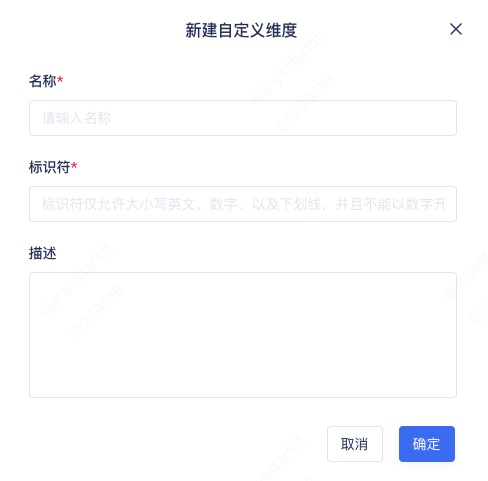 新建自定义维度
名称*
请输入名称
标识符*
标识符仅允许大小写英文、数字、以及下划线，并且不能以数字开
描述
20230518
取消
确定